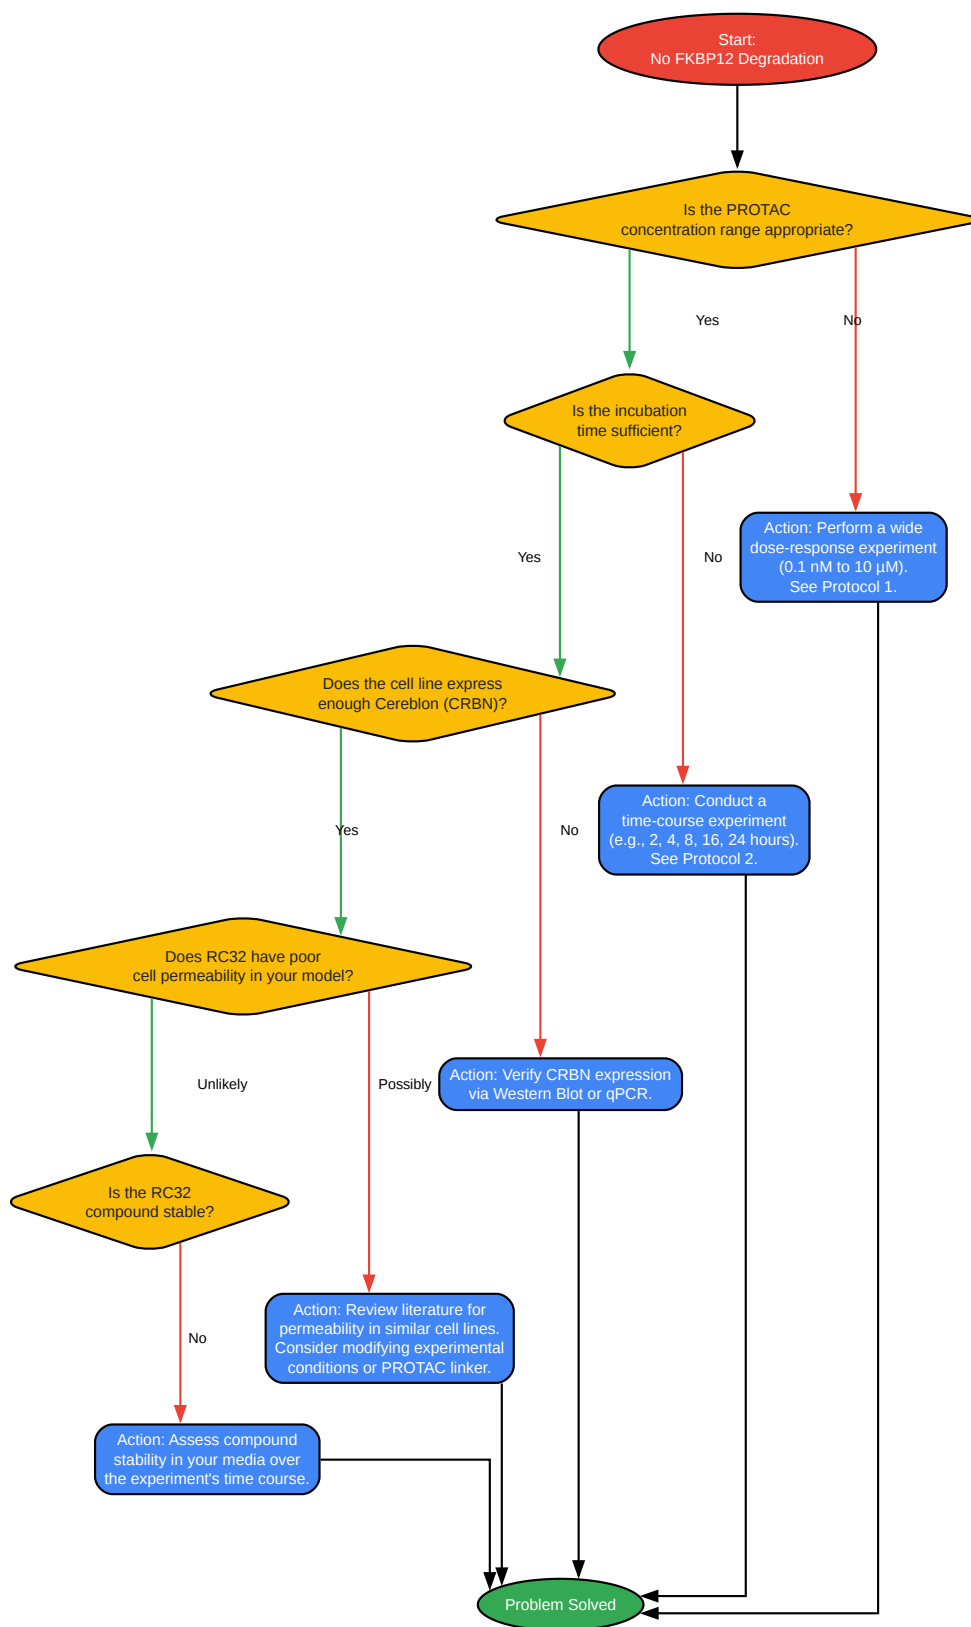 Start:
No FKBP12 Degradation
Is the PROTAC
concentration range appropriate?
Yes
No
Is the incubation
time sufficient?
Action: Perform a wide
dose-response experiment
(0.1 nM to 10 µM).
See Protocol 1.
Yes
No
Does the cell line express
enough Cereblon (CRBN)?
Action: Conduct a
time-course experiment
(e.g., 2, 4, 8, 16, 24 hours).
See Protocol 2.
Yes
No
Does RC32 have poor
cell permeability in your model?
Action: Verify CRBN expression
via Western Blot or qPCR.
Unlikely
Possibly
Is the RC32
compound stable?
Action: Review literature for
permeability in similar cell lines.
Consider modifying experimental
conditions or PROTAC linker.
No
Action: Assess compound
stability in your media over
the experiment's time course.
Problem Solved